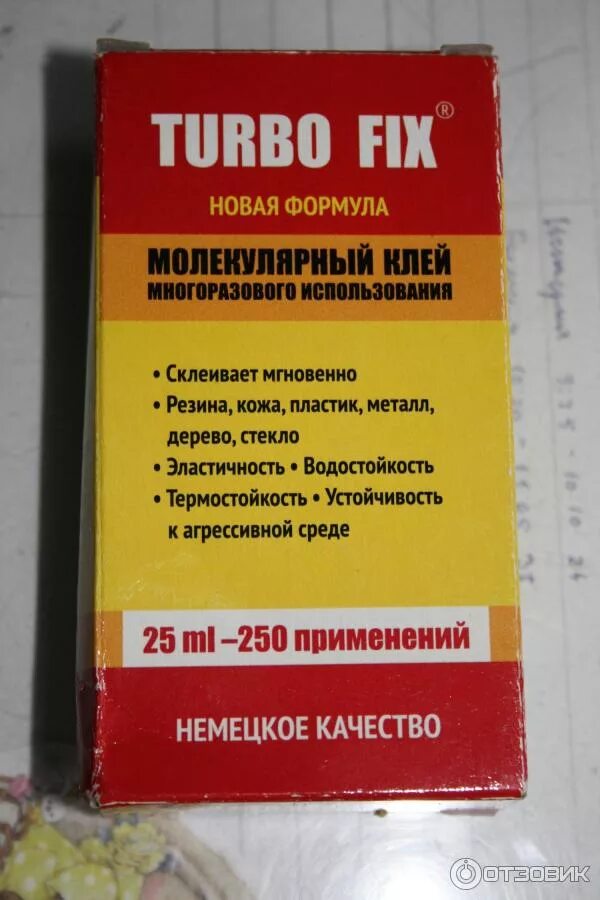 TURBO FIX®
НОВАЯ ФОРМУЛА
МОЛЕКУЛЯРНЫЙ КЛЕЙ
МНОГОРАЗОВОГО ИСПОЛЬЗОВАНИЯ
• Склеивает мгновенно
• Резина, кожа, пластик, металл,
дерево, стекло
• Эластичность • Водостойкость
• Термостойкость • Устойчивость
к агрессивной среде
25 ml –250 применений
НЕМЕЦКОЕ КАЧЕСТВО
ОТЗОВИК